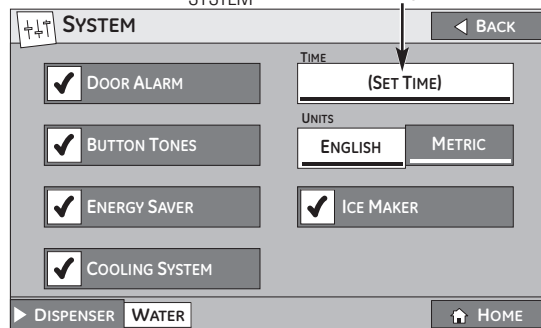 SYSTEM
SYSTEM
BACK
DOOR ALARM
TIME
(SET TIME)
BUTTON TONES
UNITS
ENGLISH
METRIC
ENERGY SAVER
ICE MAKER
COOLING SYSTEM
DISPENSER
WATER
HOME